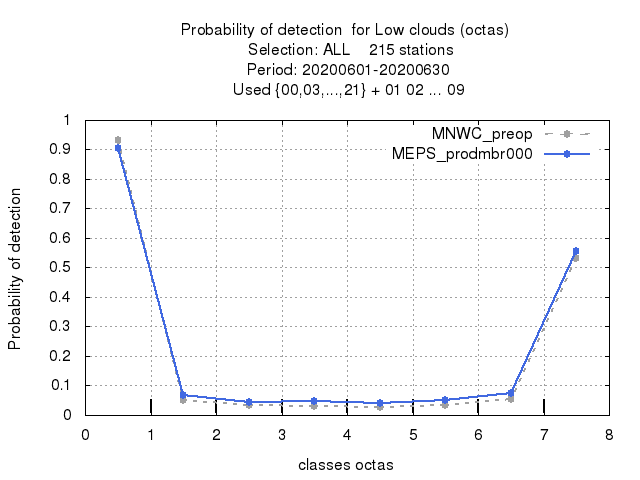 Probability of detection  for Low clouds (octas)
Selection: ALL    215 stations
Period: 20200601-20200630
Used {00,03,...,21} + 01 02 ... 09
MNWC_preop
MEPS_prodmbr000
Probability of detection
1
0.9
0.8
0.7
0.6
0.5
0.4
0.3
0.2
0.1
0
0 1 2 3 4 5 6 7 8
classes octas